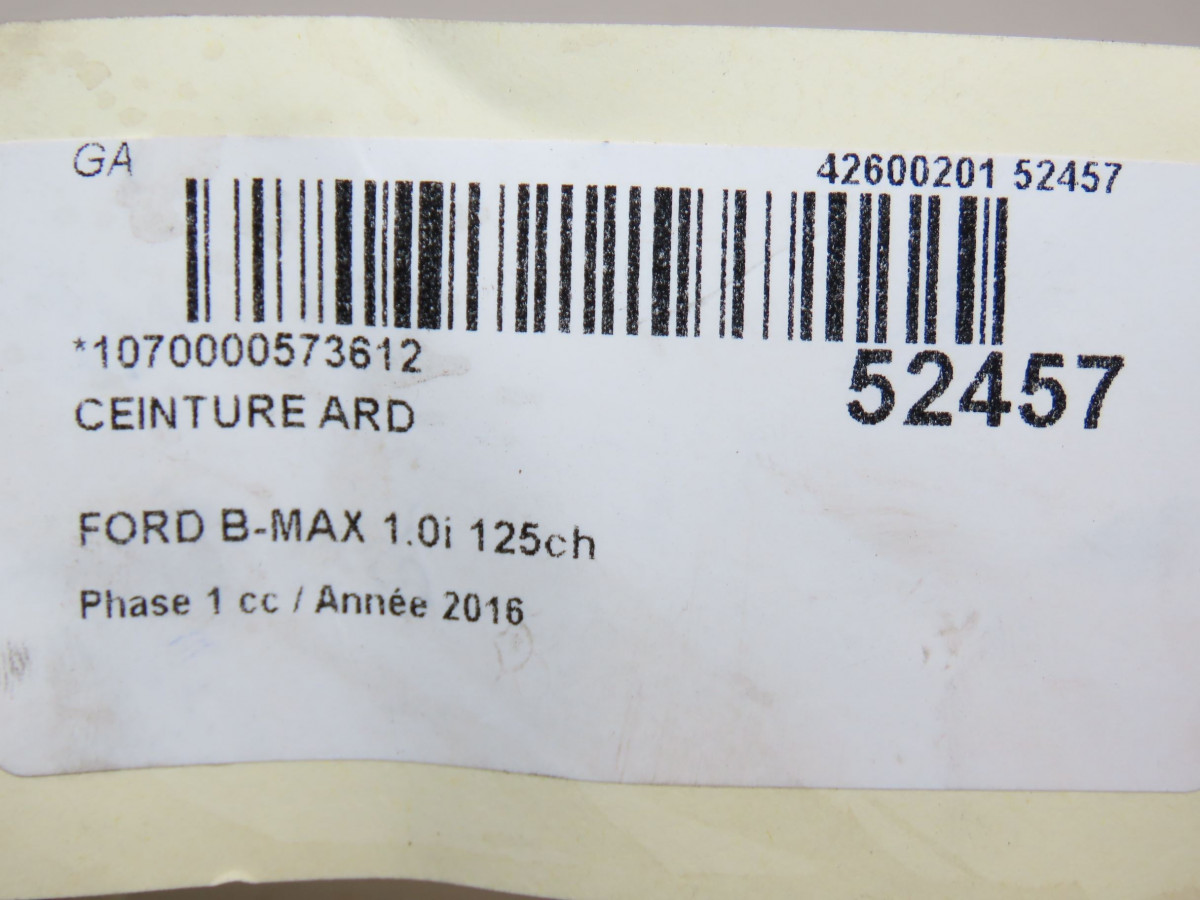 GA
42600201 52457
*1070000573612
52457
CEINTURE ARD
FORD B-MAX 1.0i 125ch
Phase 1 cc / Année 2016